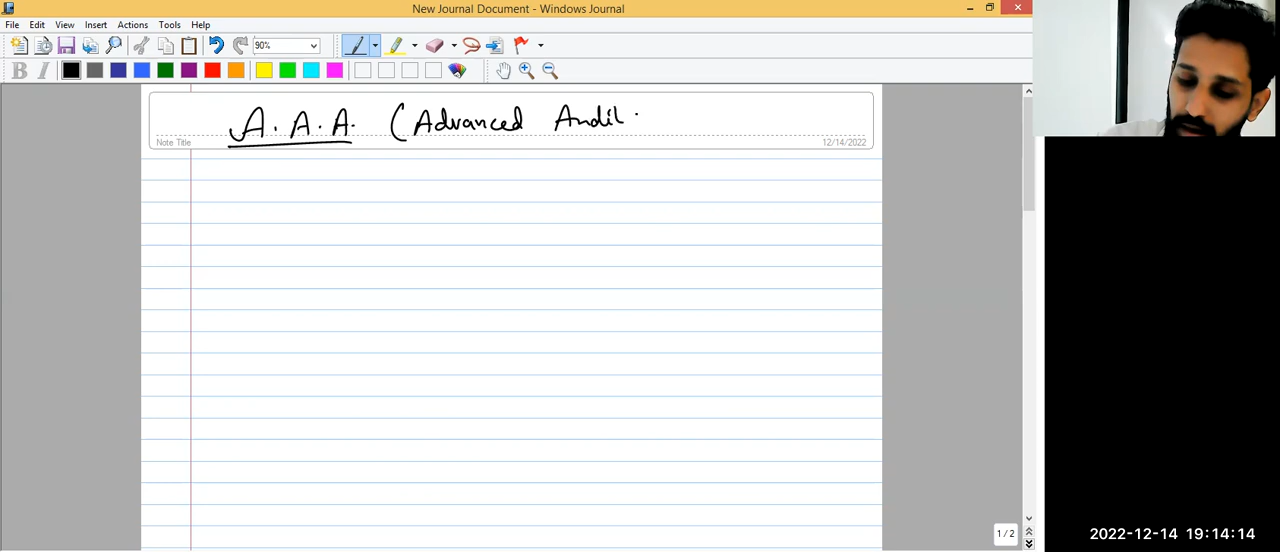 New Journal Document - Windows Journal
File Edit View Insert Actions Tools Help
90%
B I
A.A.A. (Advanced Audit
Note Title
12/14/2022
1 / 2
2022-12-14 19:14:14